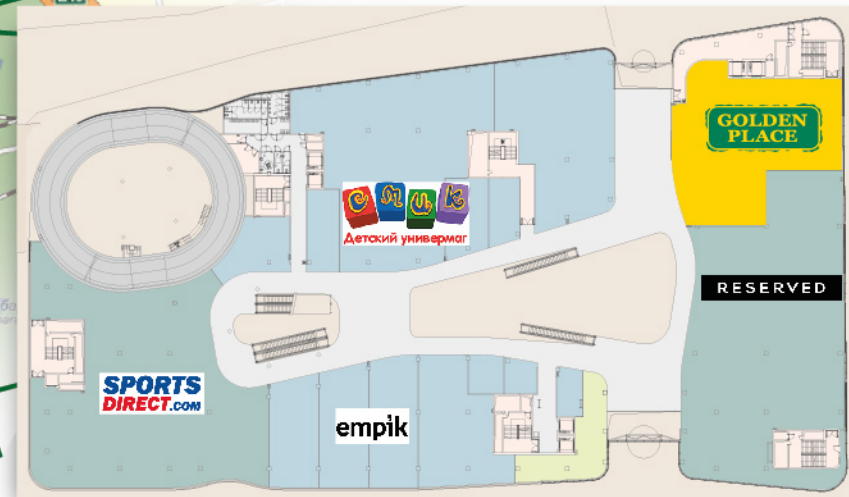 GOLDEN
PLACE
смик
Детский универмаг
RESERVED
SPORTS
DIRECT.COM
empik